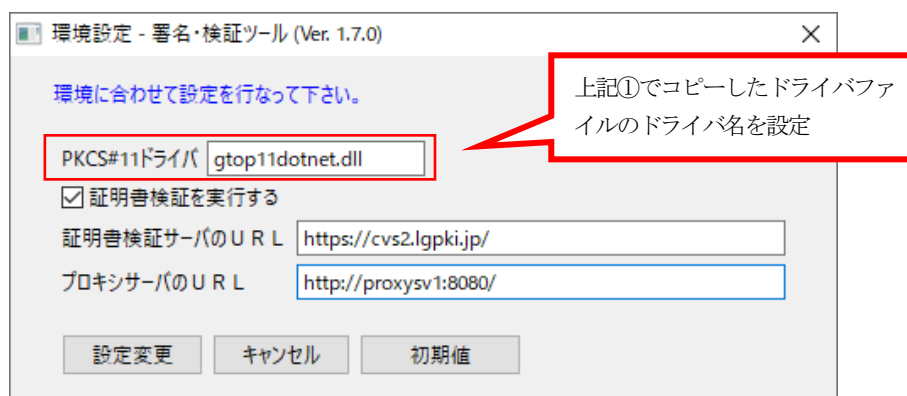 環境設定 - 署名・検証ツール (Ver. 1.7.0)
環境に合わせて設定を行なって下さい。
上記①でコピーしたドライバファ
イルのドライバ名を設定
PKCS#11ドライバ gtop11dotnet.dll
証明書検証を実行する
証明書検証サーバのＵＲＬ https://cvs2.lgpki.jp/
プロキシサーバのＵＲＬ http://proxysv1:8080/
設定変更 キャンセル 初期値